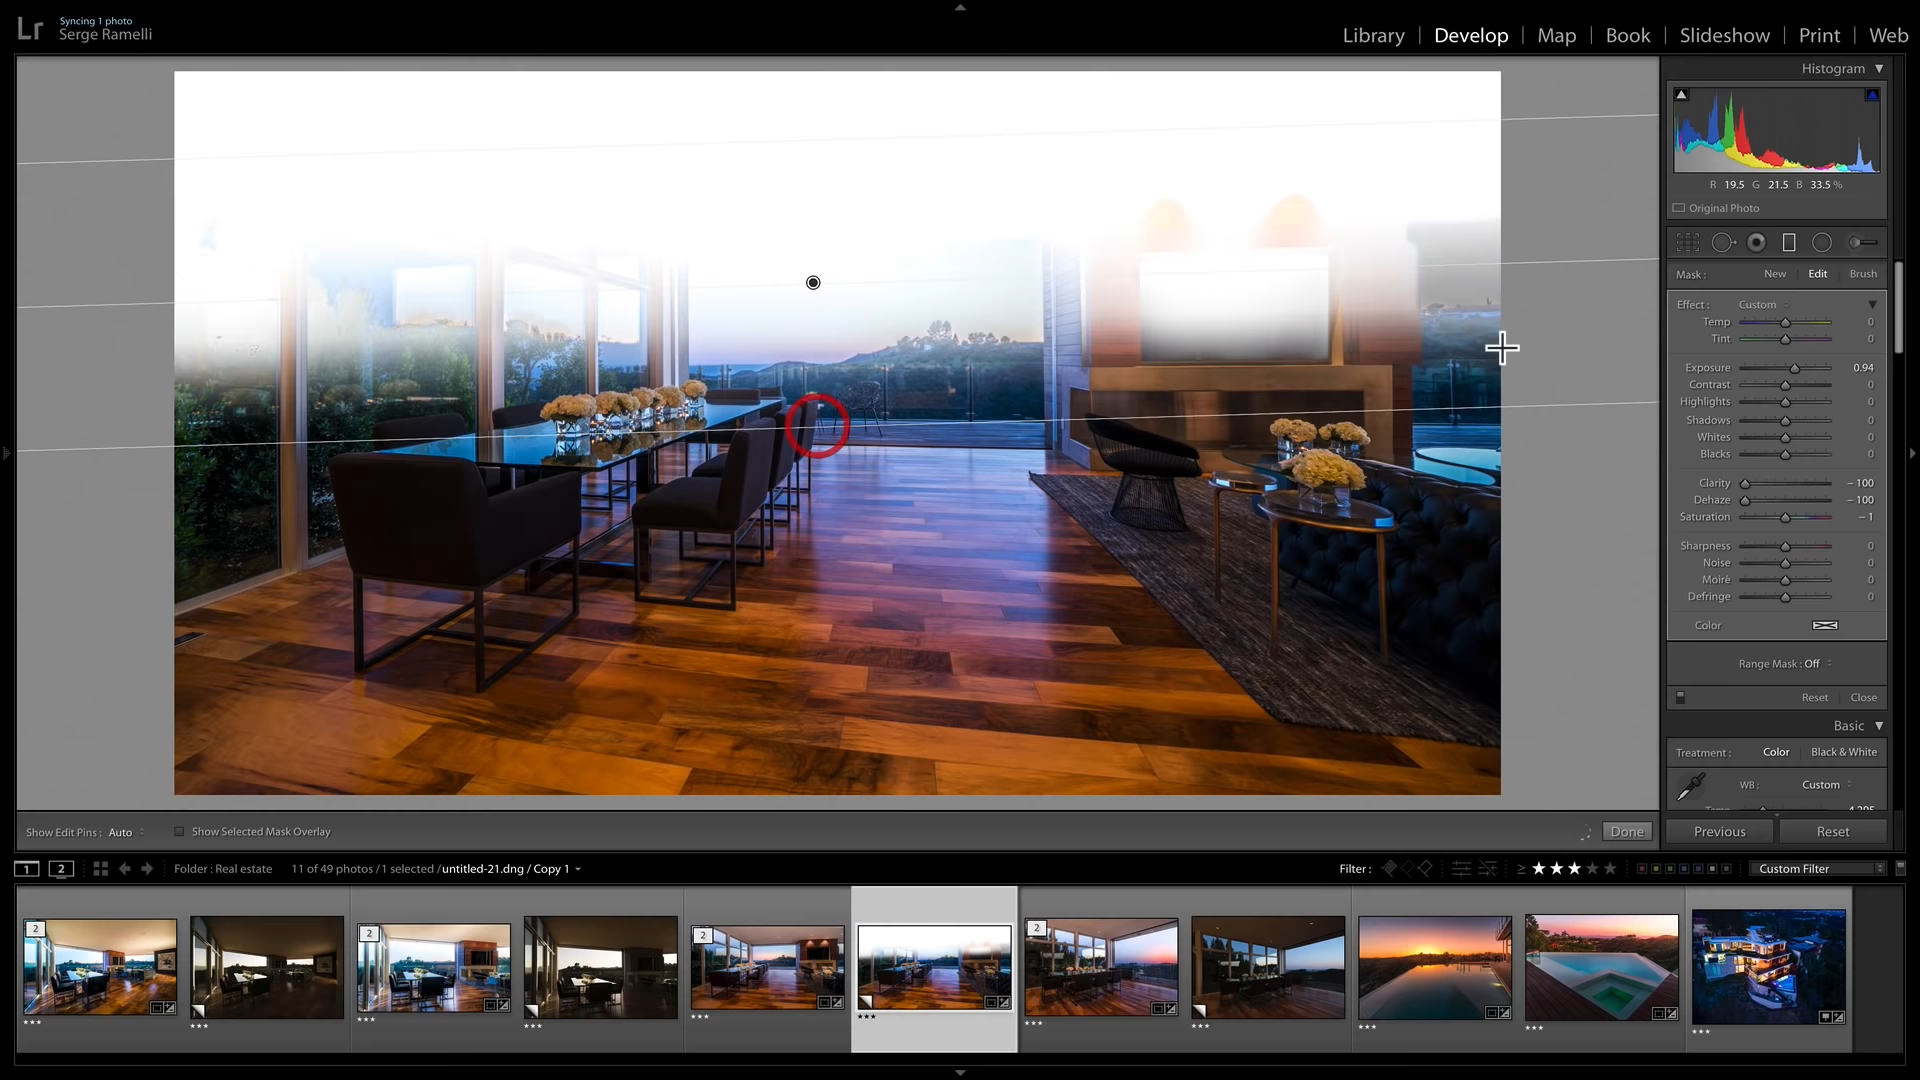 Lr
Syncing 1 photo
Serge Ramelli
Library | Develop | Map | Book | Slideshow | Print | Web
Histogram
R 19.5 G 21.5 B 33.5 %
Original Photo
Mask : New Edit Brush
Effect : Custom
Temp 0
Tint 0
Exposure 0.94
Contrast 0
Highlights 0
Shadows 0
Whites 0
Blacks 0
Clarity – 100
Dehaze – 100
Saturation – 1
Sharpness 0
Noise 0
Moiré 0
Defringe 0
Color
Range Mask : Off
Reset Close
Basic
Treatment : Color Black & White
WB : Custom
Temp 4,295
Show Edit Pins : Auto Show Selected Mask Overlay Done
Previous Reset
1 2 Folder : Real estate 11 of 49 photos / 1 selected / untitled-21.dng / Copy 1
Filter : ≥ ★★★★★ Custom Filter
2 2 2 2